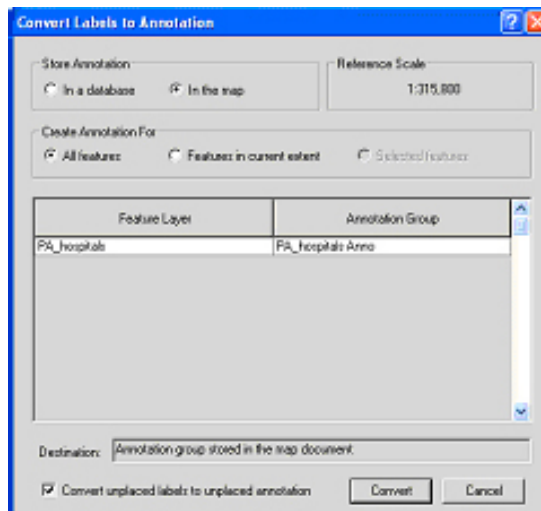 Convert Labels to Annotation
Store Annotation
In a database
In the map
Reference Scale
1:315,800
Create Annotation For
All features
Features in current extent
Selected features
Feature Layer
Annotation Group
PA_hospitals
PA_hospitals Anno
Destination:
Annotation group stored in the map document
Convert unplaced labels to unplaced annotation
Convert
Cancel